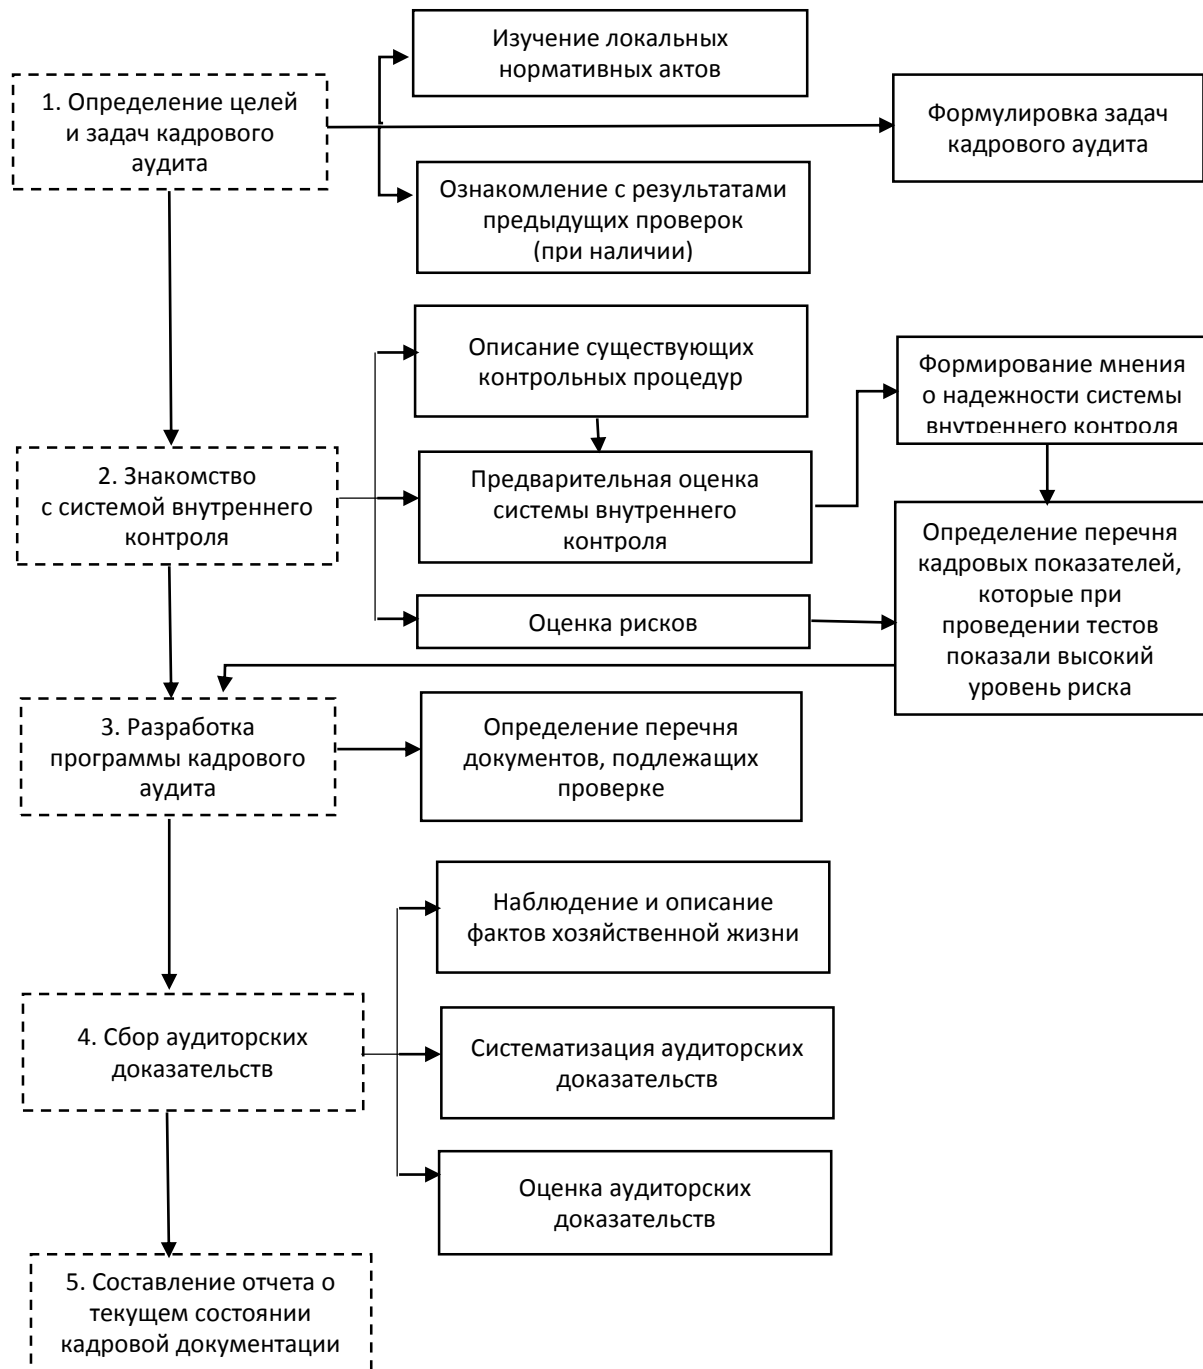 Изучение локальных
нормативных актов
1. Определение целей
и задач кадрового
аудита
Формулировка задач
кадрового аудита
Ознакомление с результатами
предыдущих проверок
(при наличии)
Описание существующих
контрольных процедур
Формирование мнения
о надежности системы
внутреннего контроля
2. Знакомство
с системой внутреннего
контроля
Предварительная оценка
системы внутреннего
контроля
Определение перечня
кадровых показателей,
которые при
проведении тестов
показали высокий
уровень риска
Оценка рисков
3. Разработка
программы кадрового
аудита
Определение перечня
документов, подлежащих
проверке
Наблюдение и описание
фактов хозяйственной жизни
4. Сбор аудиторских
доказательств
Систематизация аудиторских
доказательств
Оценка аудиторских
доказательств
5. Составление отчета о
текущем состоянии
кадровой документации